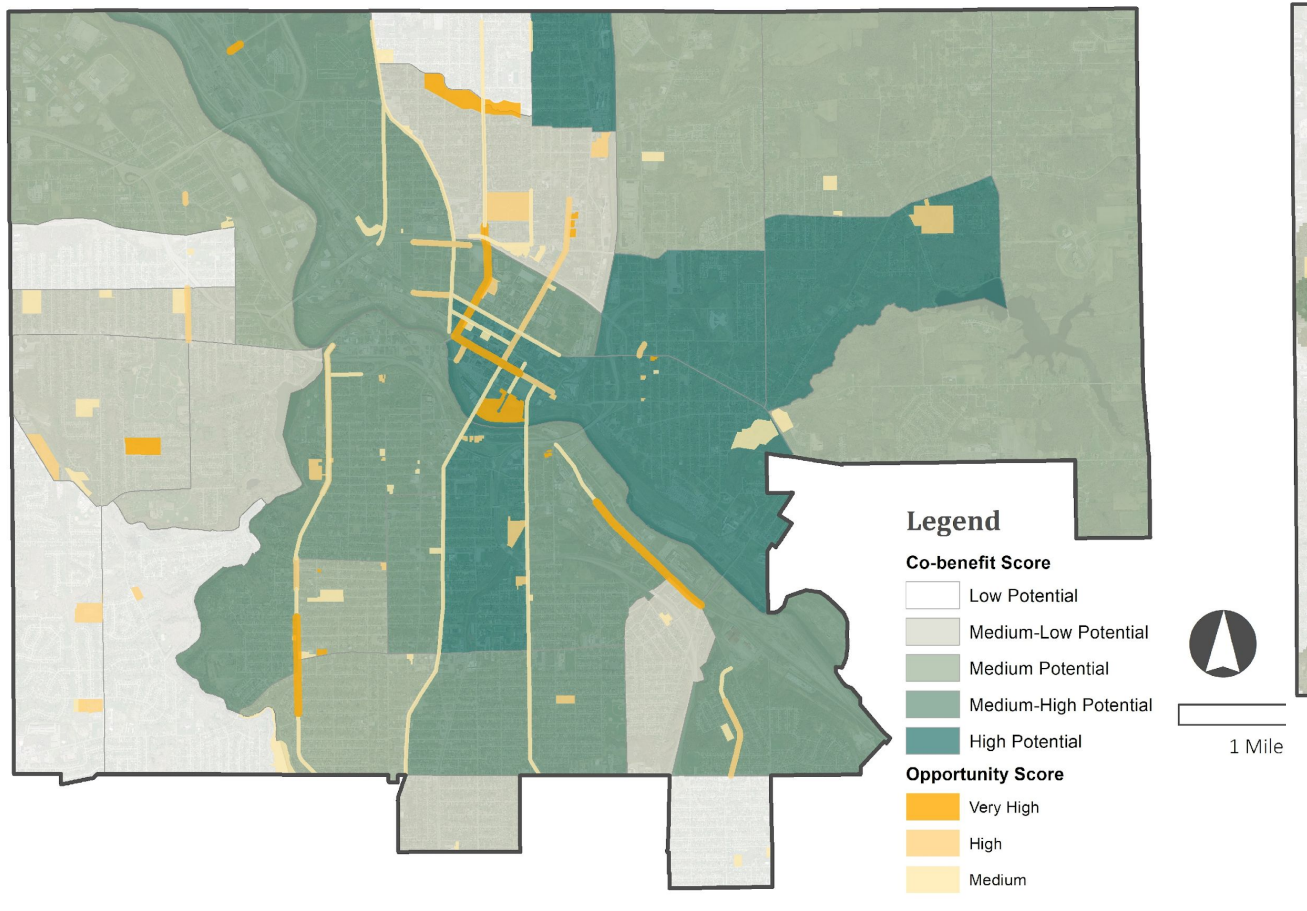 Legend
Co-benefit Score
Low Potential
Medium-Low Potential
Medium Potential
Medium-High Potential
High Potential
Opportunity Score
Very High
High
Medium
1 Mile